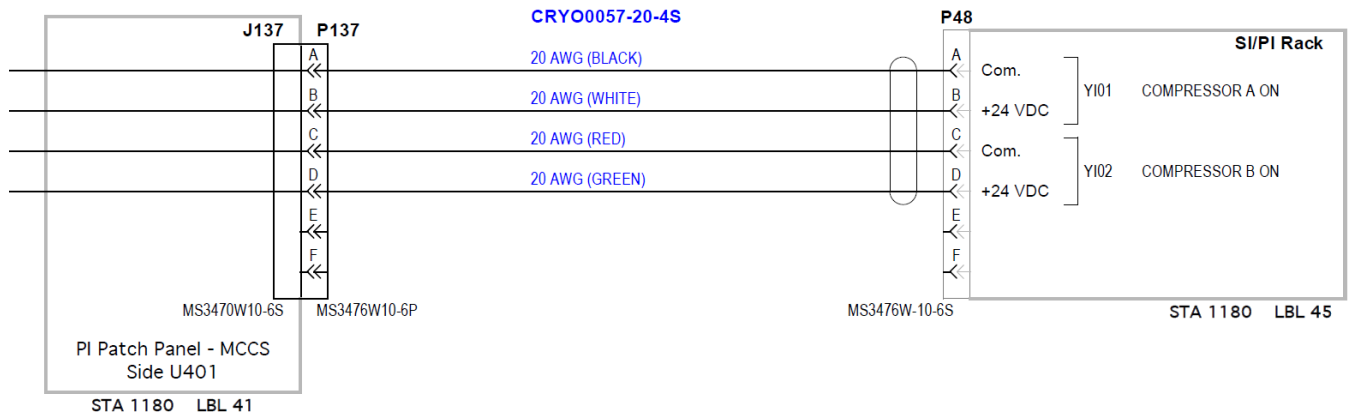 CRYO0057-20-4S
J137 P137
P48
SI/PI Rack
A 20 AWG (BLACK) A Com.
B 20 AWG (WHITE) B +24 VDC
YI01 COMPRESSOR A ON
C 20 AWG (RED) C Com.
D 20 AWG (GREEN) D +24 VDC
YI02 COMPRESSOR B ON
E E
F F
MS3470W10-6S MS3476W10-6P
MS3476W-10-6S
STA 1180 LBL 45
PI Patch Panel - MCCS
Side U401
STA 1180 LBL 41